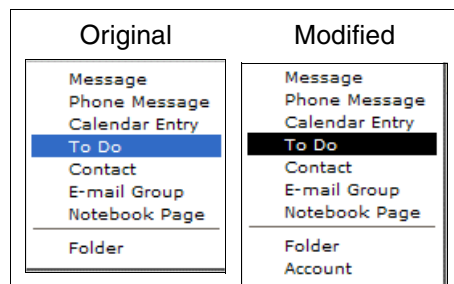 Original
Message
Phone Message
Calendar Entry
To Do
Contact
E-mail Group
Notebook Page
Folder
Modified
Message
Phone Message
Calendar Entry
To Do
Contact
E-mail Group
Notebook Page
Folder
Account